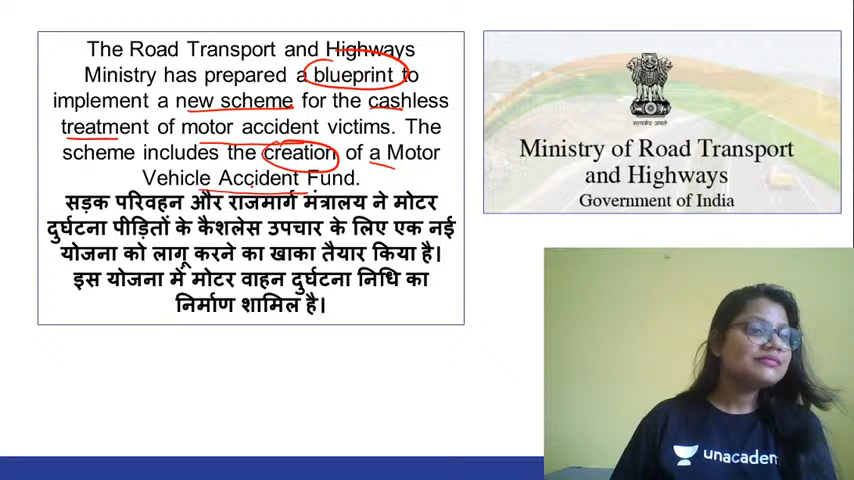 The Road Transport and Highways
Ministry has prepared a blueprint to
implement a new scheme for the cashless
treatment of motor accident victims. The
scheme includes the creation of a Motor
Vehicle Accident Fund.
सड़क परिवहन और राजमार्ग मंत्रालय ने मोटर
दुर्घटना पीड़ितों के कैशलेस उपचार के लिए एक नई
योजना को लागू करने का खाका तैयार किया है।
इस योजना में मोटर वाहन दुर्घटना निधि का
निर्माण शामिल है।
सत्यमेव जयते
Ministry of Road Transport
and Highways
Government of India